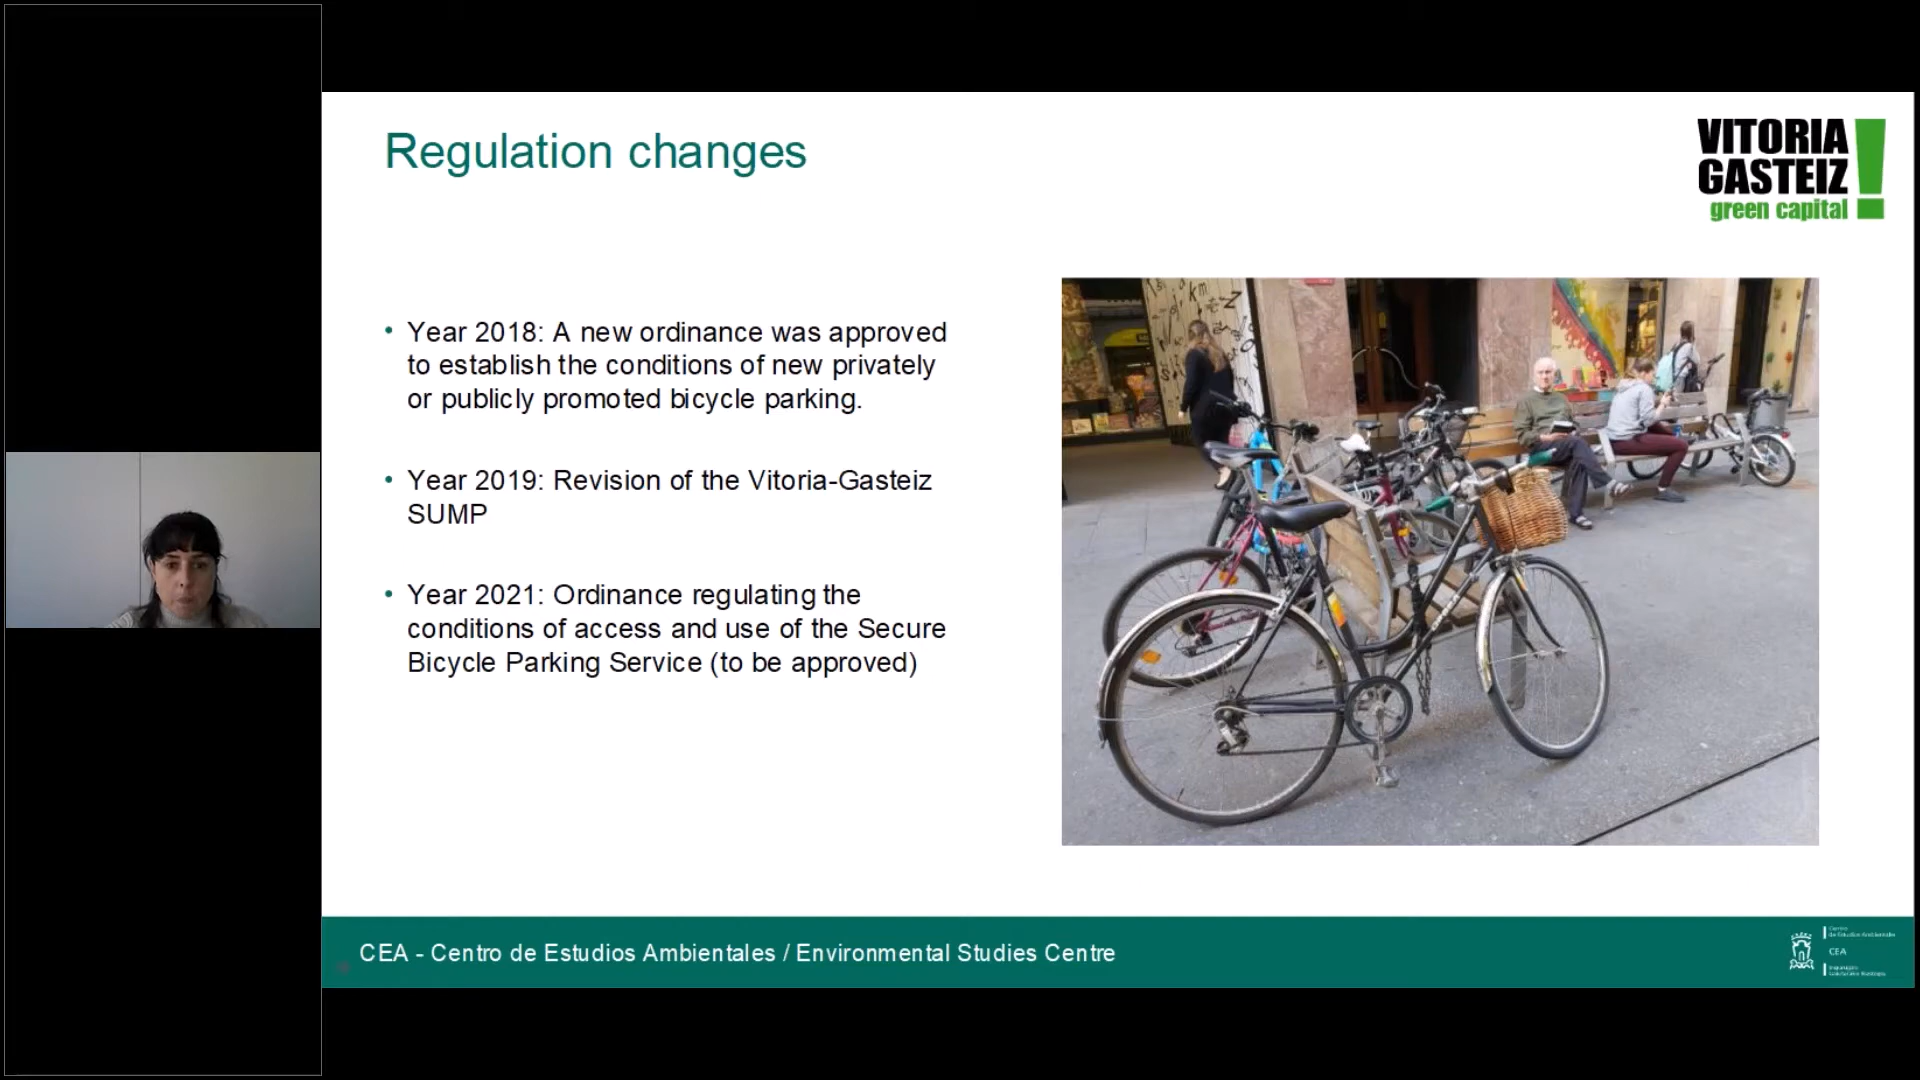 Regulation changes
VITORIA
GASTEIZ
green capital
• Year 2018: A new ordinance was approved
to establish the conditions of new privately
or publicly promoted bicycle parking.
• Year 2019: Revision of the Vitoria-Gasteiz
SUMP
• Year 2021: Ordinance regulating the
conditions of access and use of the Secure
Bicycle Parking Service (to be approved)
CEA - Centro de Estudios Ambientales / Environmental Studies Centre
CEA